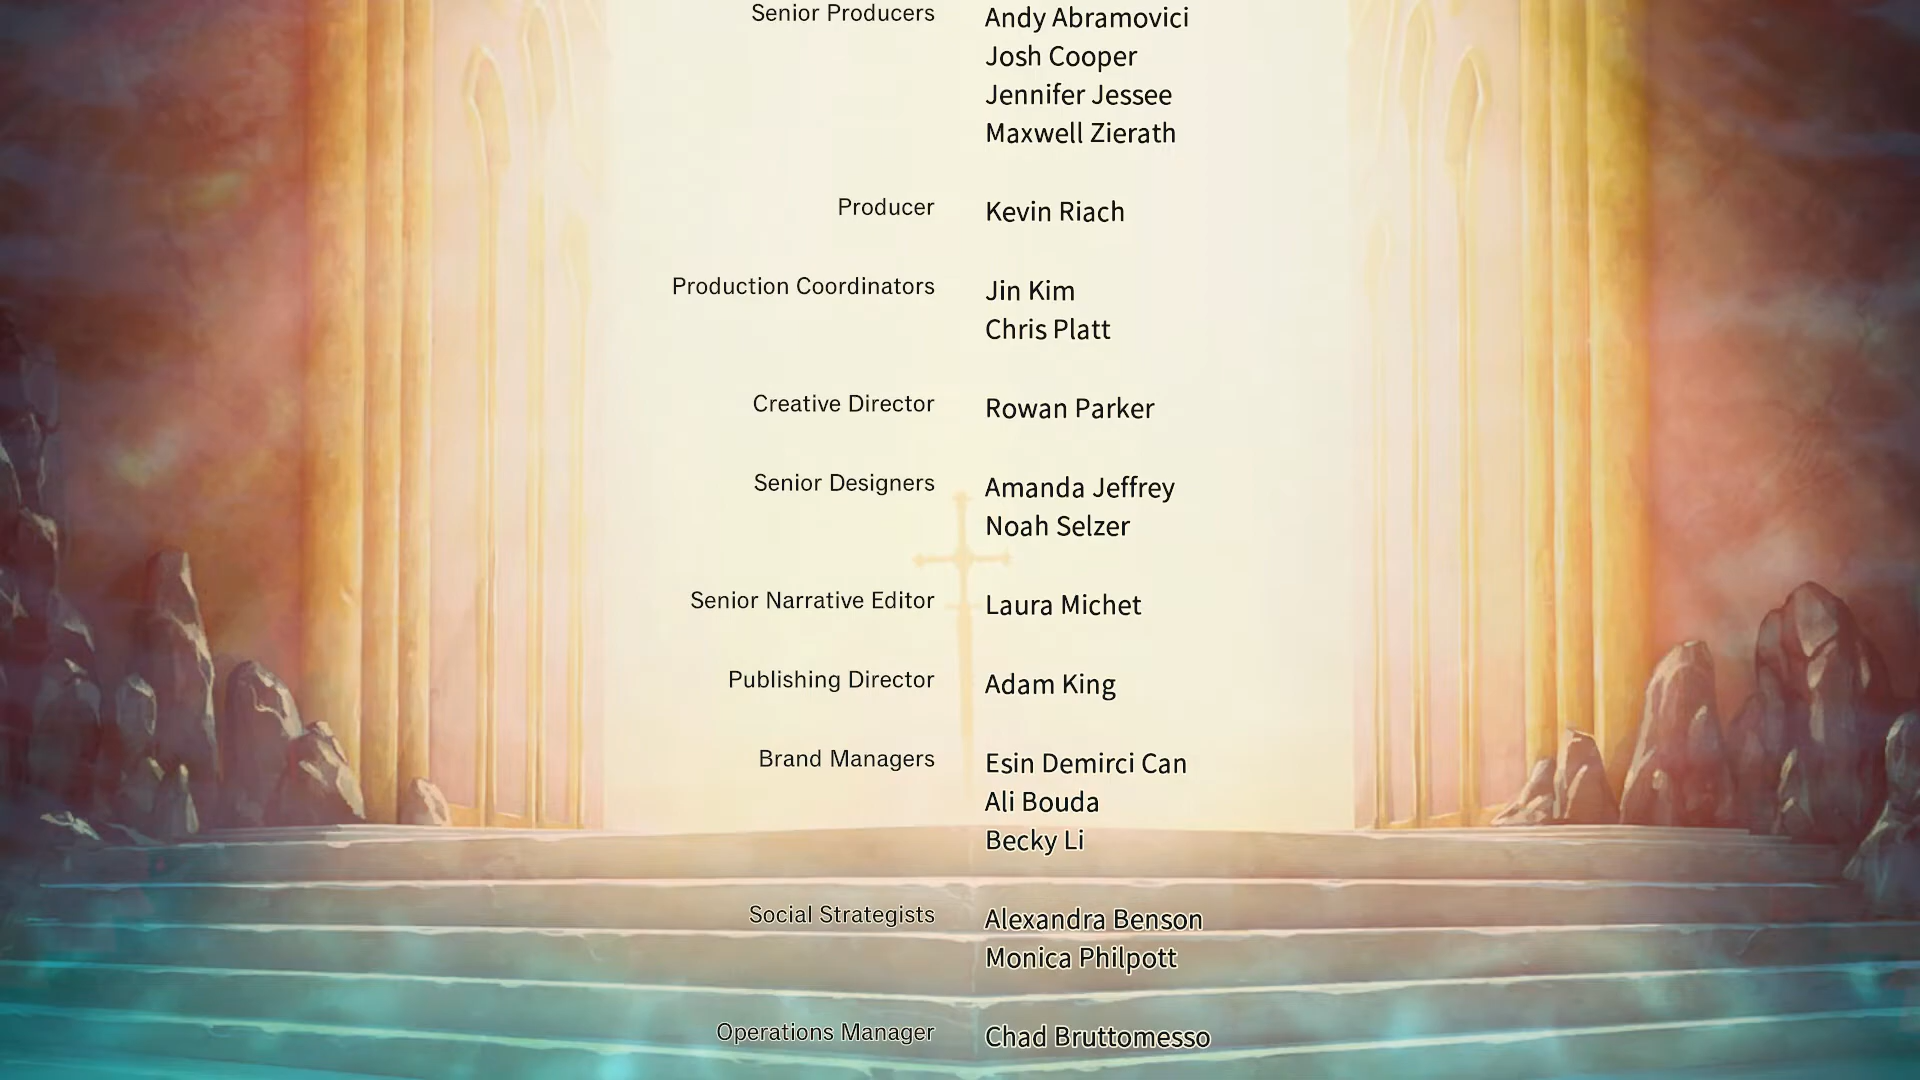 Senior Producers Andy Abramovici
Josh Cooper
Jennifer Jessee
Maxwell Zierath
Producer Kevin Riach
Production Coordinators Jin Kim
Chris Platt
Creative Director Rowan Parker
Senior Designers Amanda Jeffrey
Noah Selzer
Senior Narrative Editor Laura Michet
Publishing Director Adam King
Brand Managers Esin Demirci Can
Ali Bouda
Becky Li
Social Strategists Alexandra Benson
Monica Philpott
Operations Manager Chad Bruttomesso